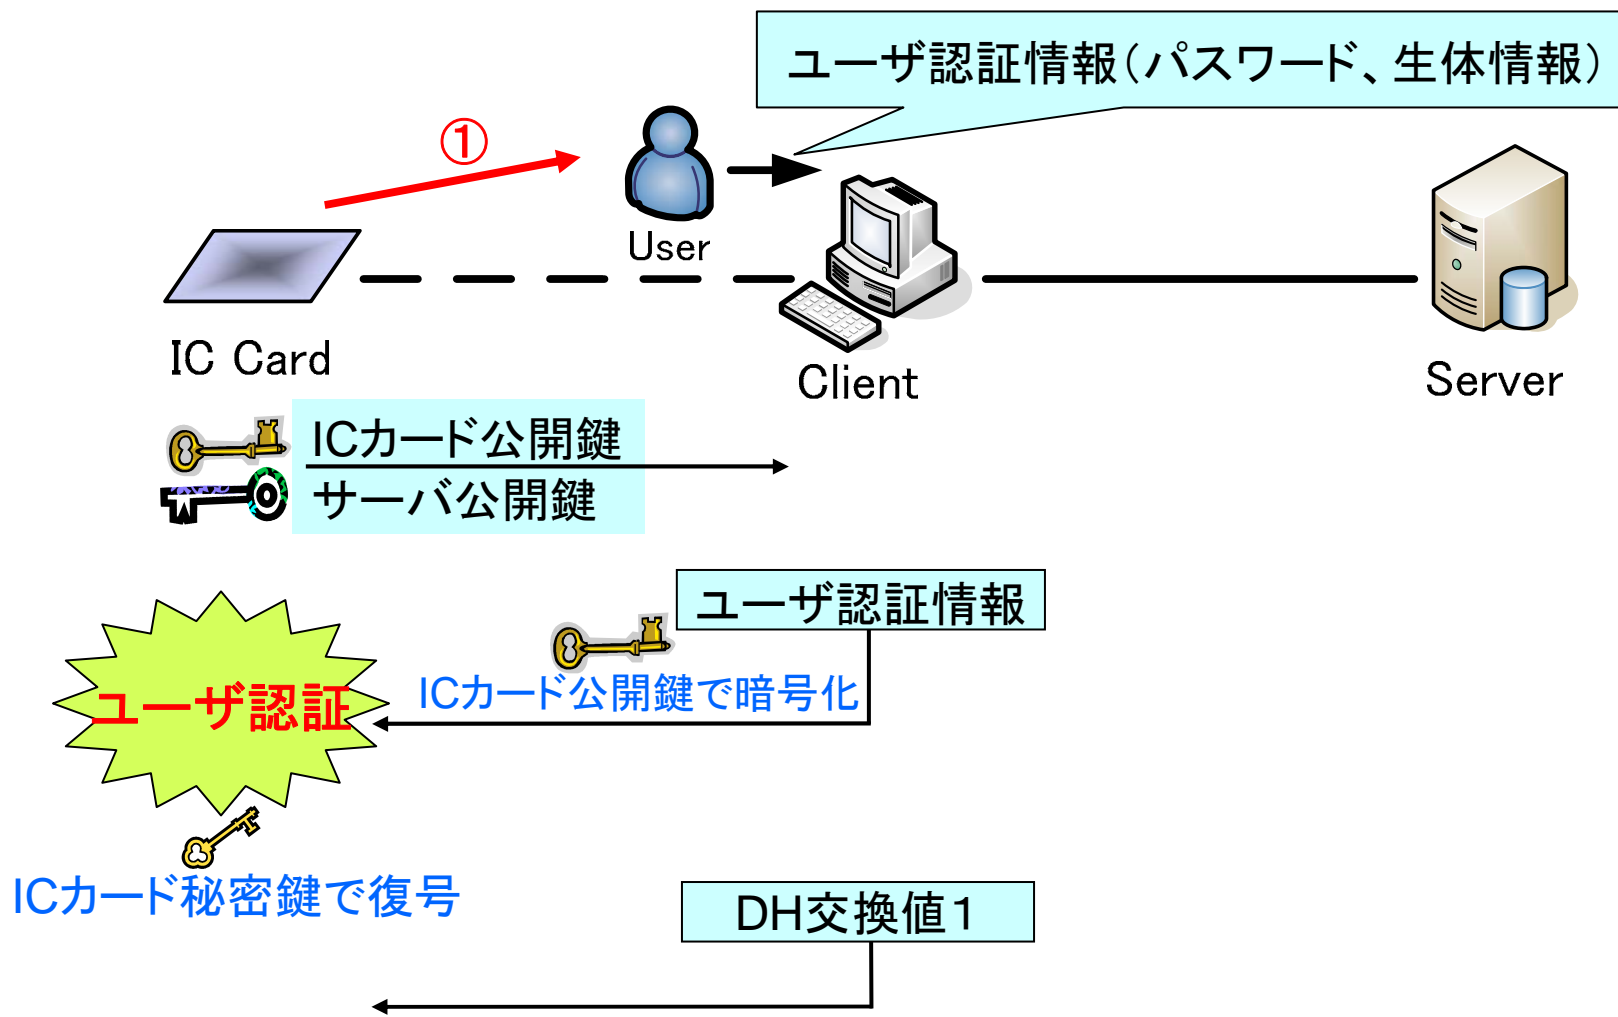 ユーザ認証情報(パスワード、生体情報)
①
User
IC Card
Client
Server
ICカード公開鍵
サーバ公開鍵
ユーザ認証情報
ICカード公開鍵で暗号化
ユーザ認証
ICカード秘密鍵で復号
DH交換値1